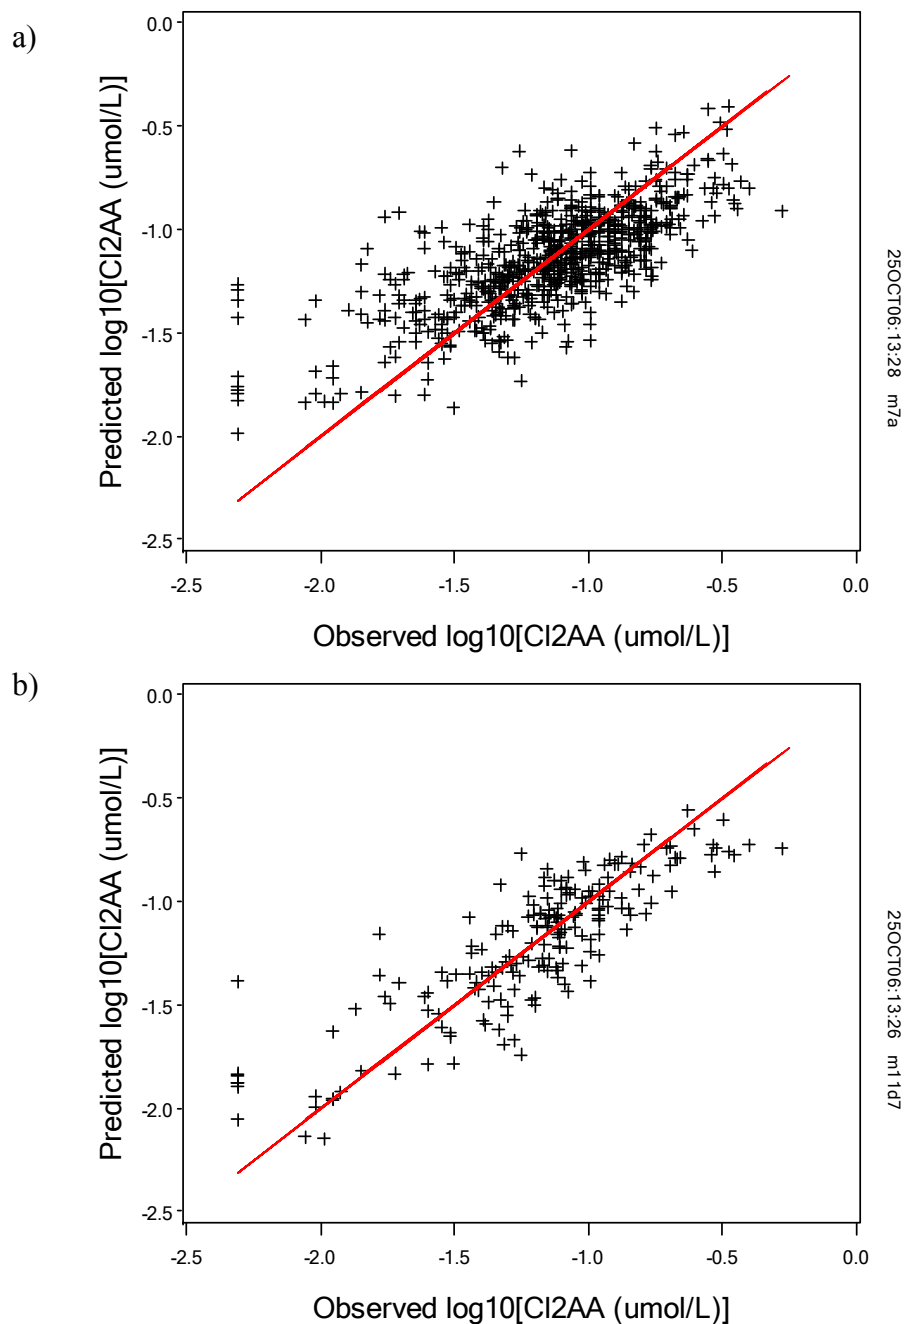 a)
0.0
-0.5
-1.0
-1.5
-2.0
-2.5
Predicted log10[Cl2AA (umol/L)]
-2.5 -2.0 -1.5 -1.0 -0.5 0.0
Observed log10[Cl2AA (umol/L)]
25OCT06:13:28 m7a
b)
0.0
-0.5
-1.0
-1.5
-2.0
-2.5
Predicted log10[Cl2AA (umol/L)]
-2.5 -2.0 -1.5 -1.0 -0.5 0.0
Observed log10[Cl2AA (umol/L)]
25OCT06:13:26 m11d7